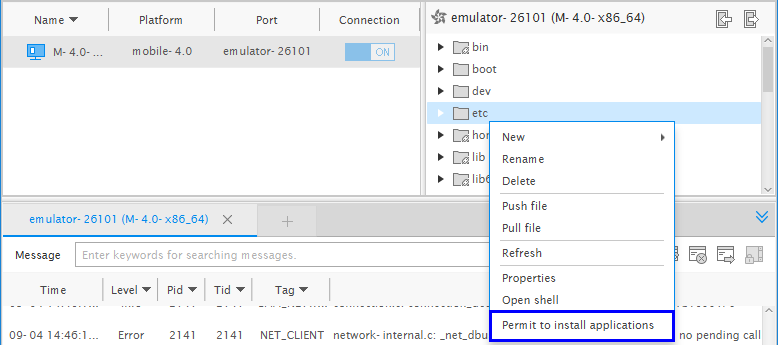 Name Platform Port Connection
M- 4.0-... mobile- 4.0 emulator- 26101 ON
emulator- 26101 (M- 4.0- x86_64)
bin
boot
dev
etc
lib
New
Rename
Delete
Push file
Pull file
Refresh
Properties
Open shell
Permit to install applications
emulator- 26101 (M- 4.0- x86_64)
Message Enter keywords for searching messages.
Time Level Pid Tid Tag
09- 04 14:46:1... Error 2141 2141 NET_CLIENT network- internal.c: _net_dbu no pending call